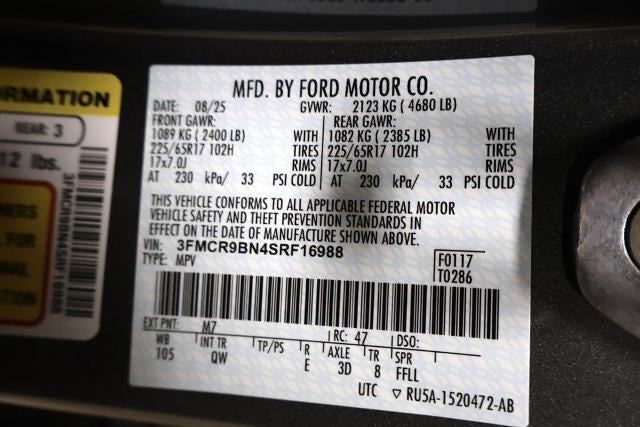 ORMATION
REAR: 3
12 lbs.
3FMCR9BN4SRF16988
MFD. BY FORD MOTOR CO.
DATE: 08/25 GVWR: 2123 KG ( 4680 LB)
FRONT GAWR: REAR GAWR:
1089 KG ( 2400 LB) WITH 1082 KG ( 2385 LB) WITH
225/65R17 102H TIRES 225/65R17 102H TIRES
17x7.0J RIMS 17x7.0J RIMS
AT 230 kPa/ 33 PSI COLD AT 230 kPa/ 33 PSI COLD
THIS VEHICLE CONFORMS TO ALL APPLICABLE FEDERAL MOTOR
VEHICLE SAFETY AND THEFT PREVENTION STANDARDS IN
EFFECT ON THE DATE OF MANUFACTURE SHOWN ABOVE.
VIN: 3FMCR9BN4SRF16988
TYPE: MPV
F0117
T0286
EXT PNT: M7 RC: 47 DSO:
WB INT TR TP/PS R AXLE TR SPR
105 QW E 3D 8 FFLL
UTC ▽ RU5A-1520472-AB